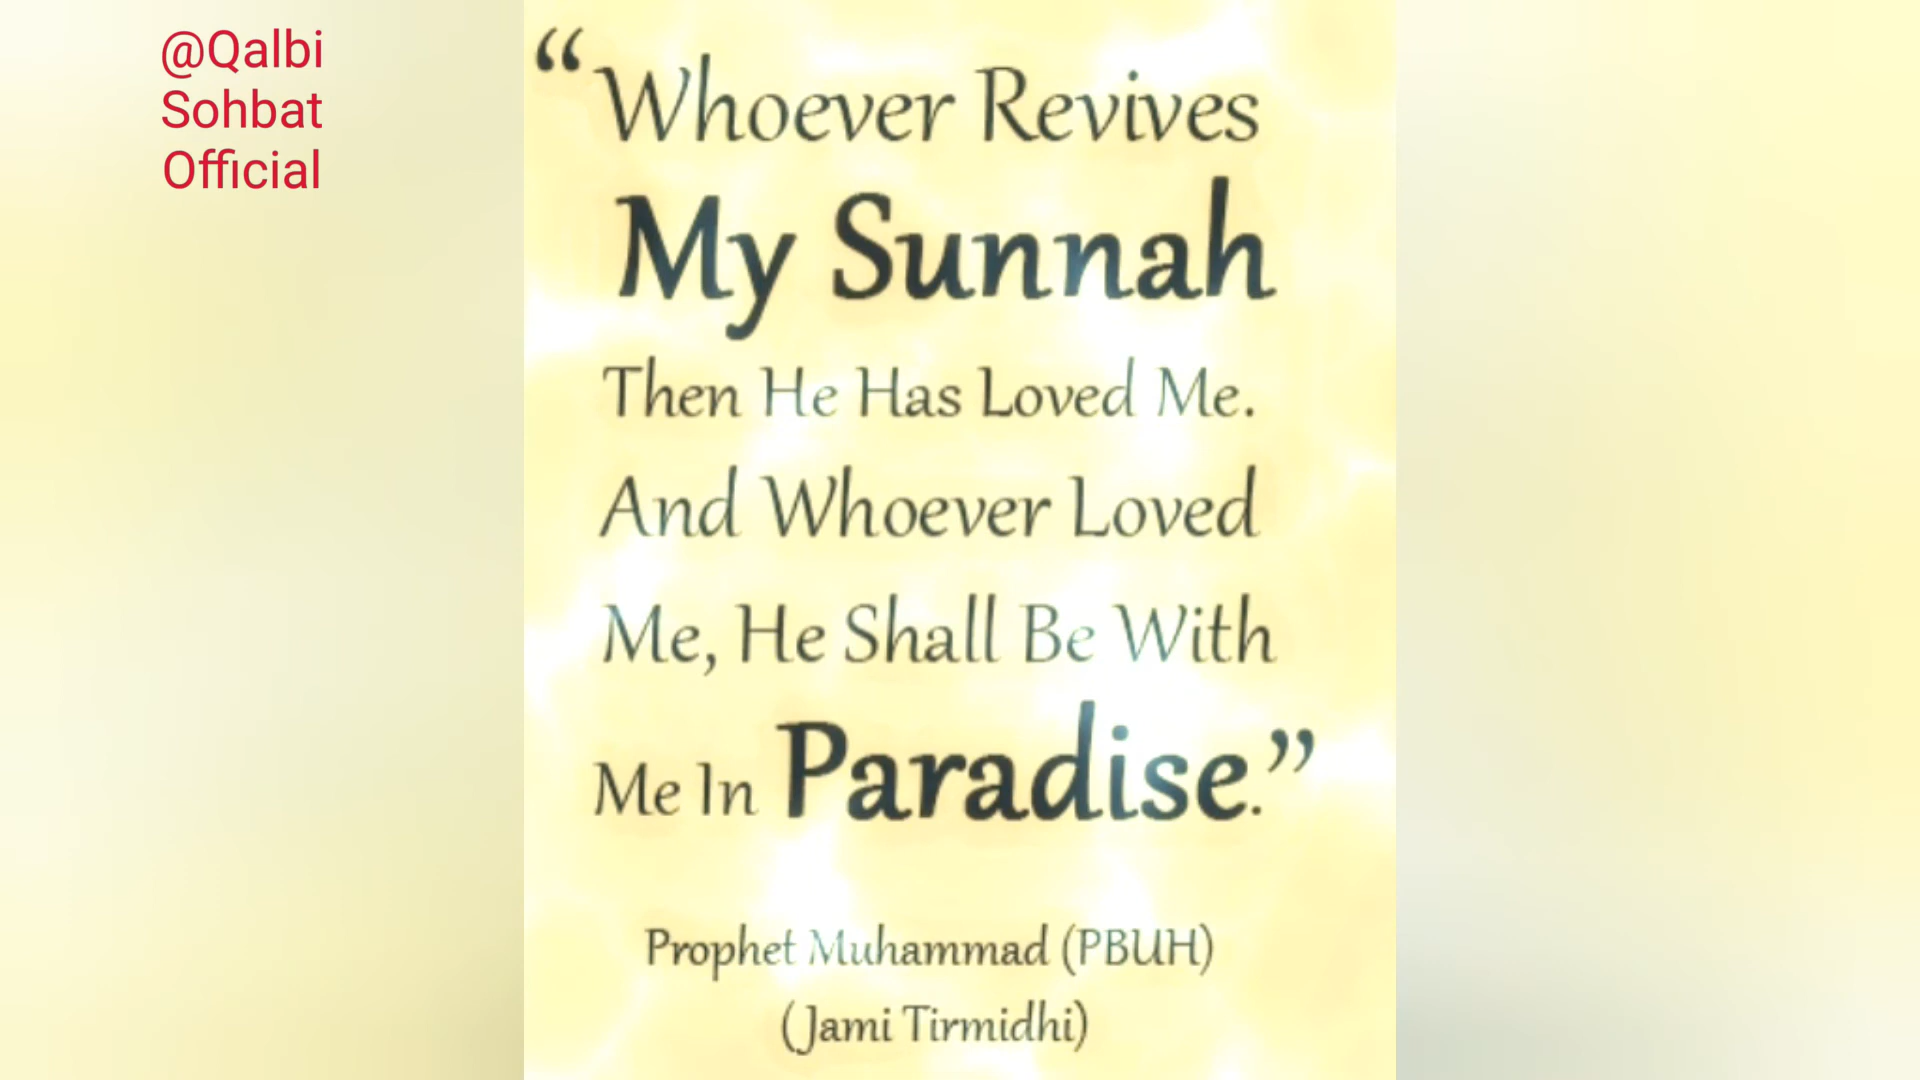 @Qalbi
Sohbat
Official
“Whoever Revives
My Sunnah
Then He Has Loved Me.
And Whoever Loved
Me, He Shall Be With
Me In Paradise.”
Prophet Muhammad (PBUH)
(Jami Tirmidhi)